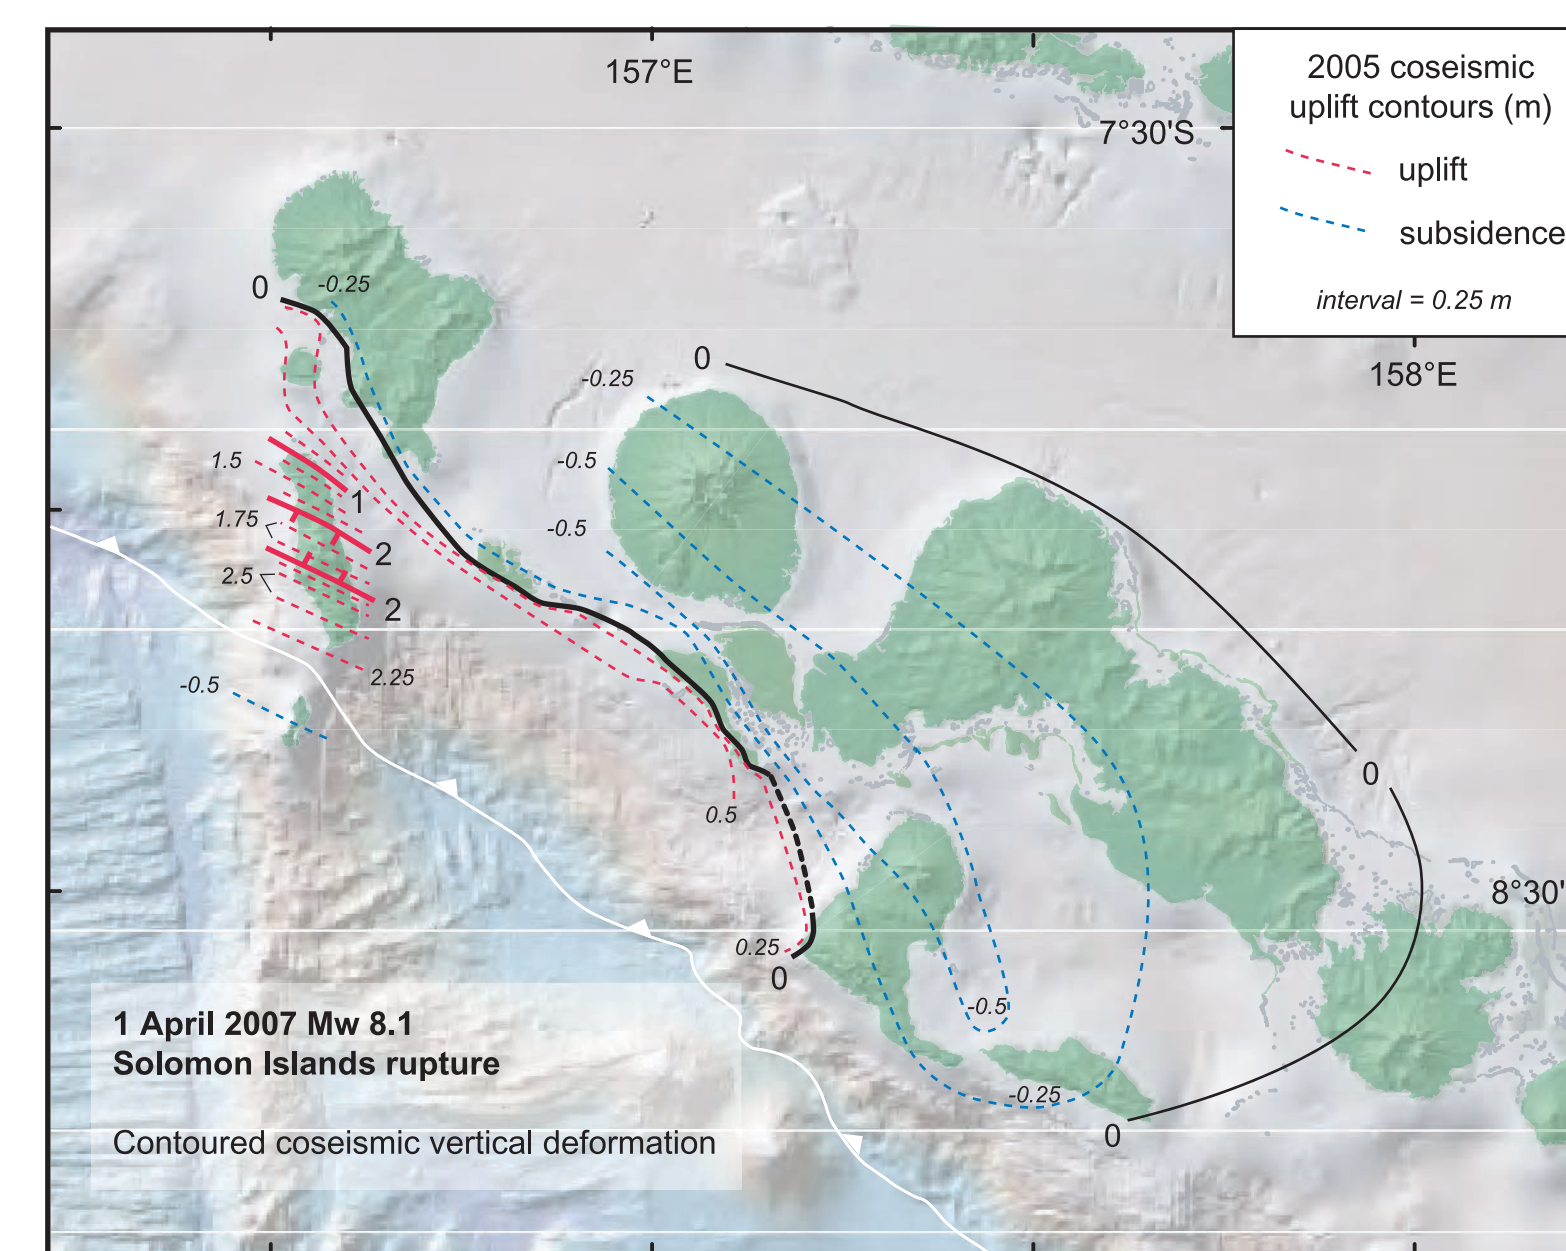 157°E
7°30'S
2005 coseismic
uplift contours (m)
uplift
subsidence
interval = 0.25 m
158°E
0
-0.25
0
-0.25
1.5
-0.5
1
1.75
-0.5
2
2.5
2
2.25
-0.5
0
0.5
8°30'
0.25
0
-0.5
-0.25
0
1 April 2007 Mw 8.1
Solomon Islands rupture
Contoured coseismic vertical deformation